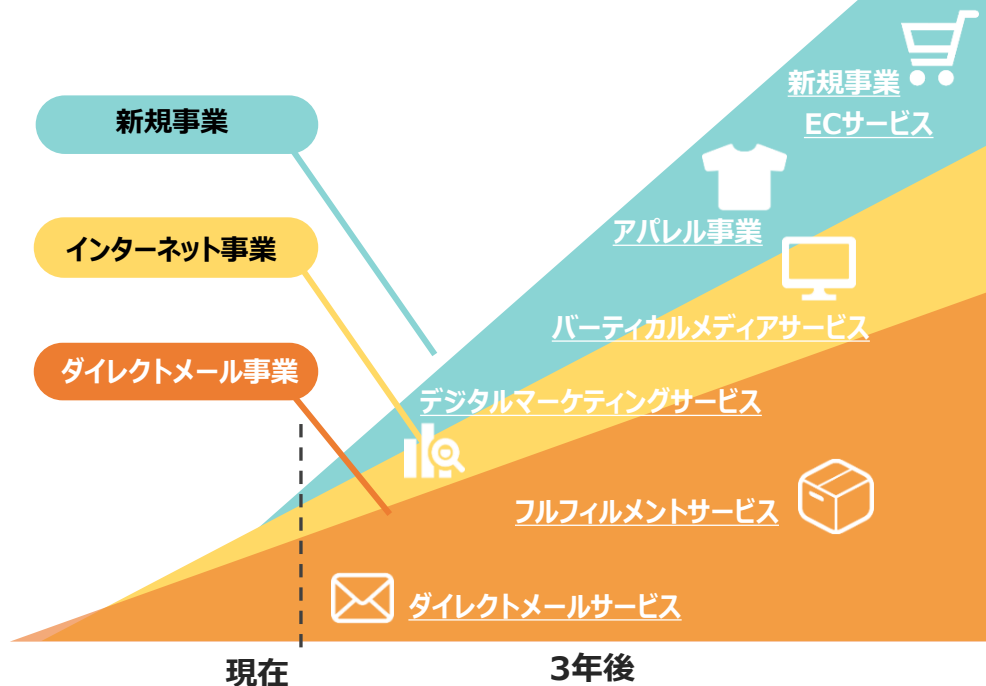 新規事業
ECサービス
新規事業
アパレル事業
インターネット事業
バーティカルメディアサービス
ダイレクトメール事業
デジタルマーケティングサービス
フルフィルメントサービス
ダイレクトメールサービス
現在
3年後